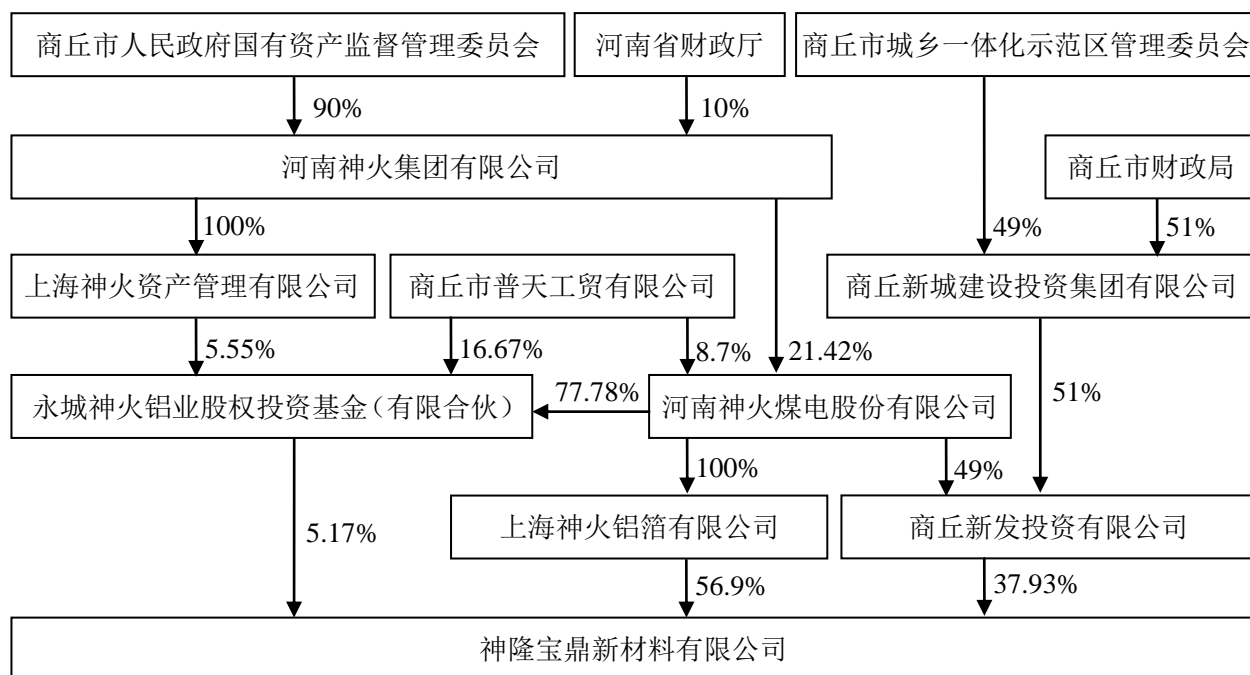 商丘市人民政府国有资产监督管理委员会
河南省财政厅
商丘市城乡一体化示范区管理委员会
90%
10%
河南神火集团有限公司
商丘市财政局
100%
49%
51%
上海神火资产管理有限公司
商丘市普天工贸有限公司
商丘新城建设投资集团有限公司
5.55%
16.67%
8.7%
21.42%
永城神火铝业股权投资基金（有限合伙）
77.78%
河南神火煤电股份有限公司
51%
100%
49%
5.17%
上海神火铝箔有限公司
商丘新发投资有限公司
56.9%
37.93%
神隆宝鼎新材料有限公司